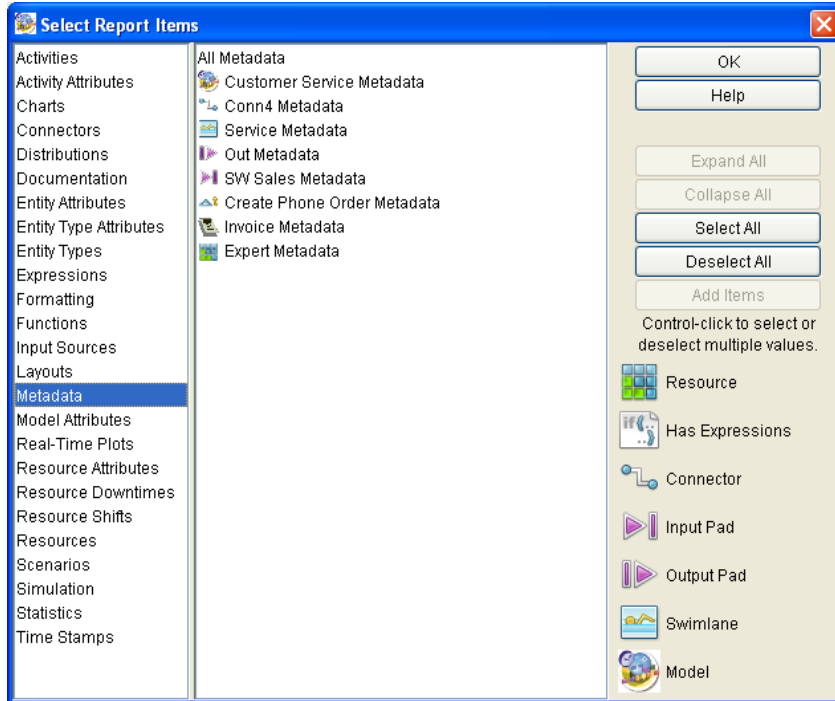 Select Report Items
Activities
Activity Attributes
Charts
Connectors
Distributions
Documentation
Entity Attributes
Entity Type Attributes
Entity Types
Expressions
Formatting
Functions
Input Sources
Layouts
Metadata
Model Attributes
Real-Time Plots
Resource Attributes
Resource Downtimes
Resource Shifts
Resources
Scenarios
Simulation
Statistics
Time Stamps
All Metadata
Customer Service Metadata
Conn4 Metadata
Service Metadata
Out Metadata
SW Sales Metadata
Create Phone Order Metadata
Invoice Metadata
Expert Metadata
OK
Help
Expand All
Collapse All
Select All
Deselect All
Add Items
Control-click to select or
deselect multiple values.
Resource
if(..
..)
Has Expressions
Connector
Input Pad
Output Pad
Swimlane
Model